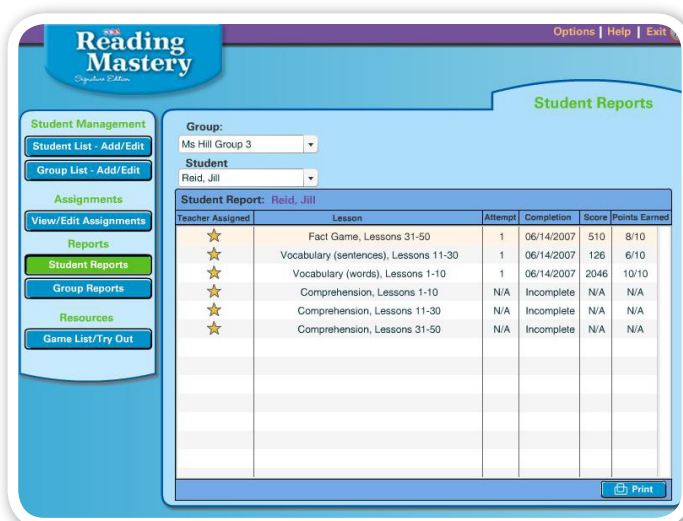 Options | Help | Exit
SRA
Reading
Mastery
Signature Edition
Student Reports
Student Management
Student List - Add/Edit
Group List - Add/Edit
Assignments
View/Edit Assignments
Reports
Student Reports
Group Reports
Resources
Game List/Try Out
Group:
Ms Hill Group 3
Student
Reid, Jill
Student Report: Reid, Jill
Teacher Assigned Lesson Attempt Completion Score Points Earned
Fact Game, Lessons 31-50 1 06/14/2007 510 8/10
Vocabulary (sentences), Lessons 11-30 1 06/14/2007 126 6/10
Vocabulary (words), Lessons 1-10 1 06/14/2007 2046 10/10
Comprehension, Lessons 1-10 N/A Incomplete N/A N/A
Comprehension, Lessons 11-30 N/A Incomplete N/A N/A
Comprehension, Lessons 31-50 N/A Incomplete N/A N/A
Print